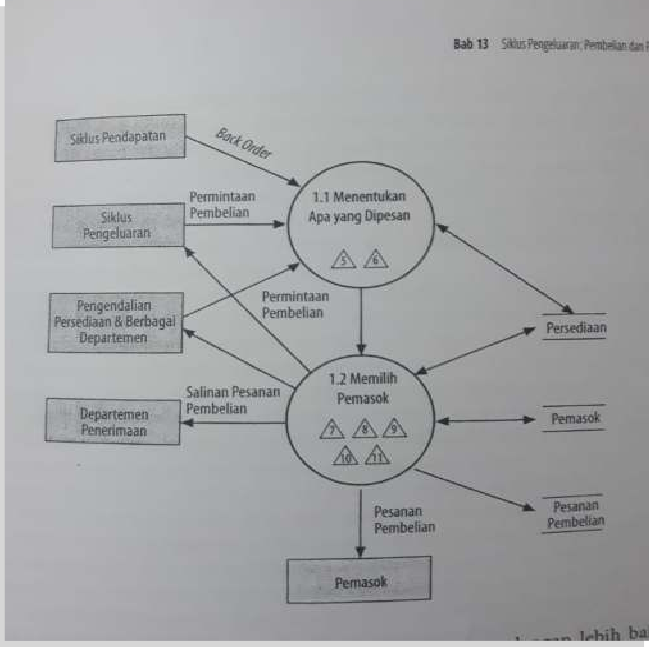 Bab 13 Siklus Pengeluaran: Pembelian dan
Siklus Pendapatan
Back Order
Permintaan
Pembelian
1.1 Menentukan
Apa yang Dipesan
Siklus
Pengeluaran
5 6
Pengendalian
Persediaan & Berbagai
Departemen
Permintaan
Pembelian
Persediaan
1.2 Memilih
Pemasok
Salinan Pesanan
Pembelian
Departemen
Penerimaan
7 8 9
10 11
Pemasok
Pesanan
Pembelian
Pesanan
Pembelian
Pemasok
lebih